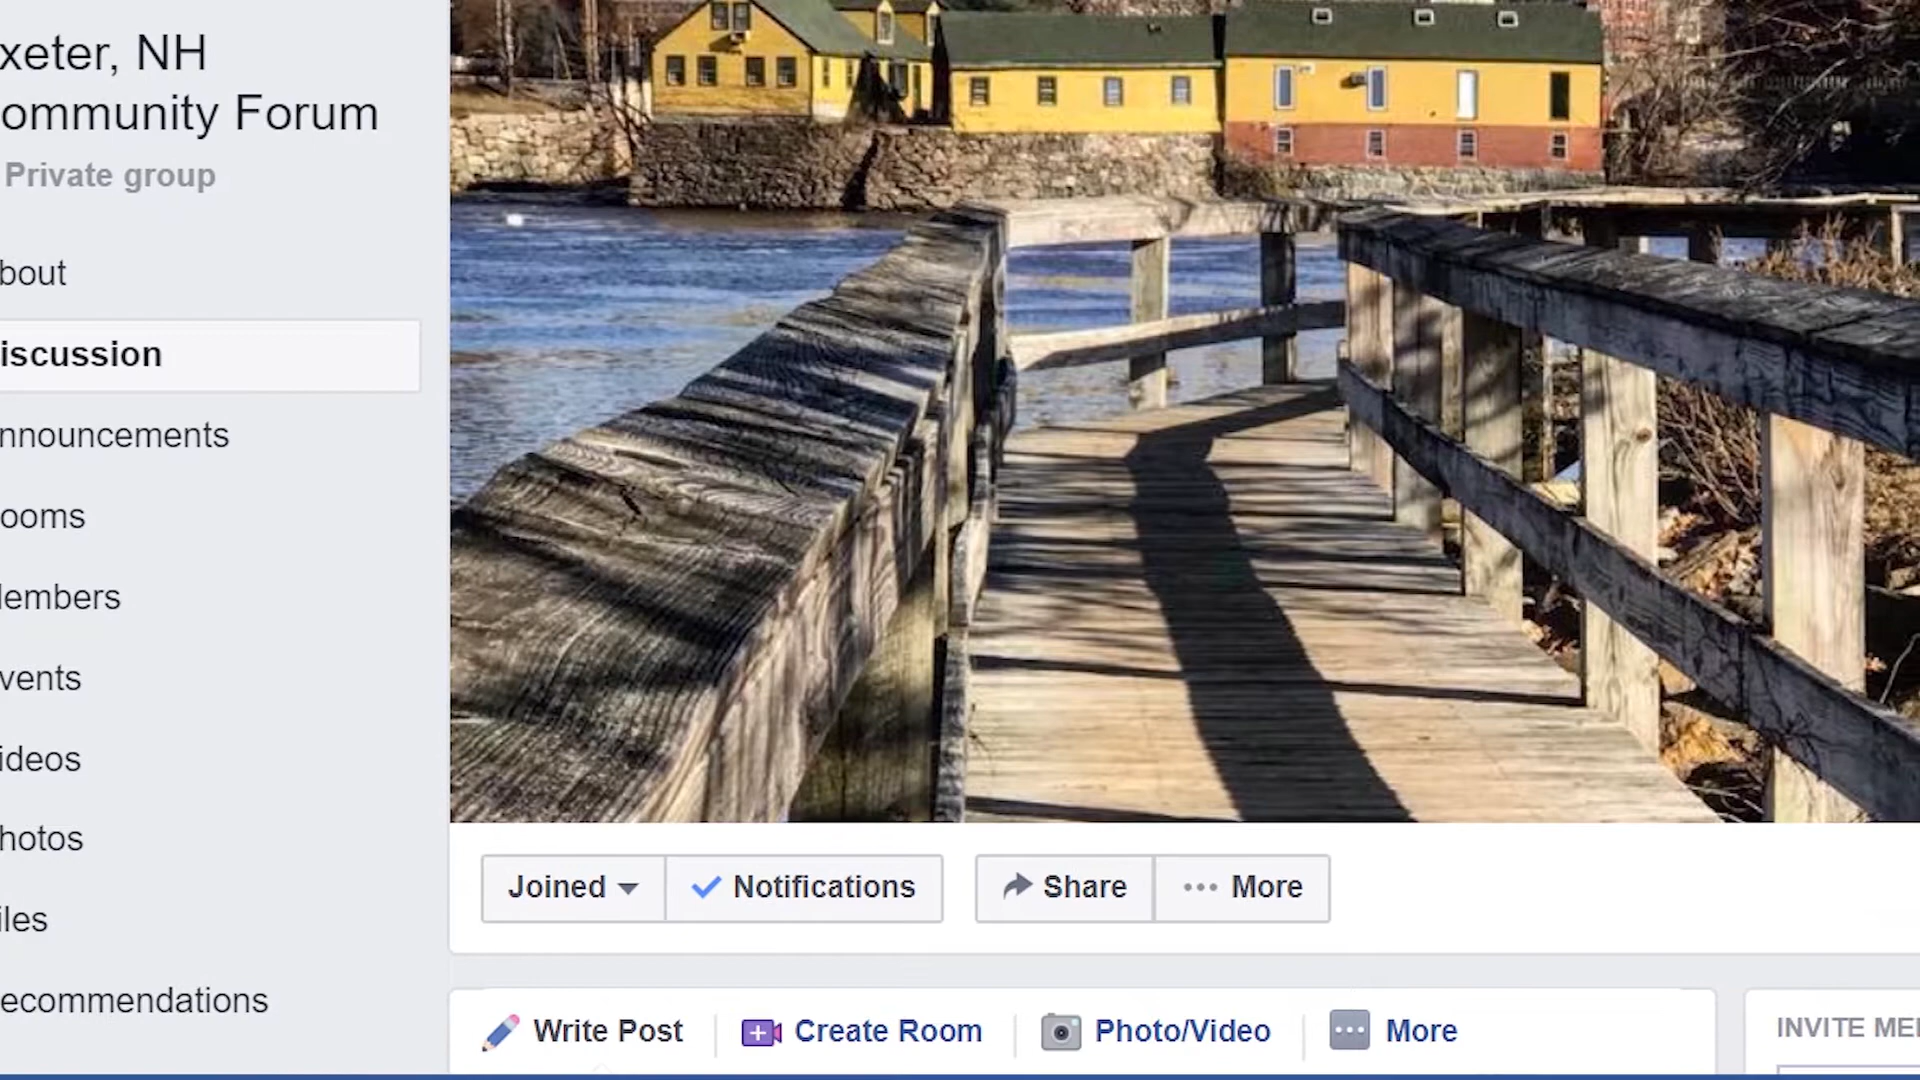 xeter, NH
ommunity Forum
Private group
bout
iscussion
nnouncements
ooms
embers
vents
ideos
hotos
iles
ecommendations
Joined
Notifications
Share
More
Write Post
Create Room
Photo/Video
More
INVITE ME